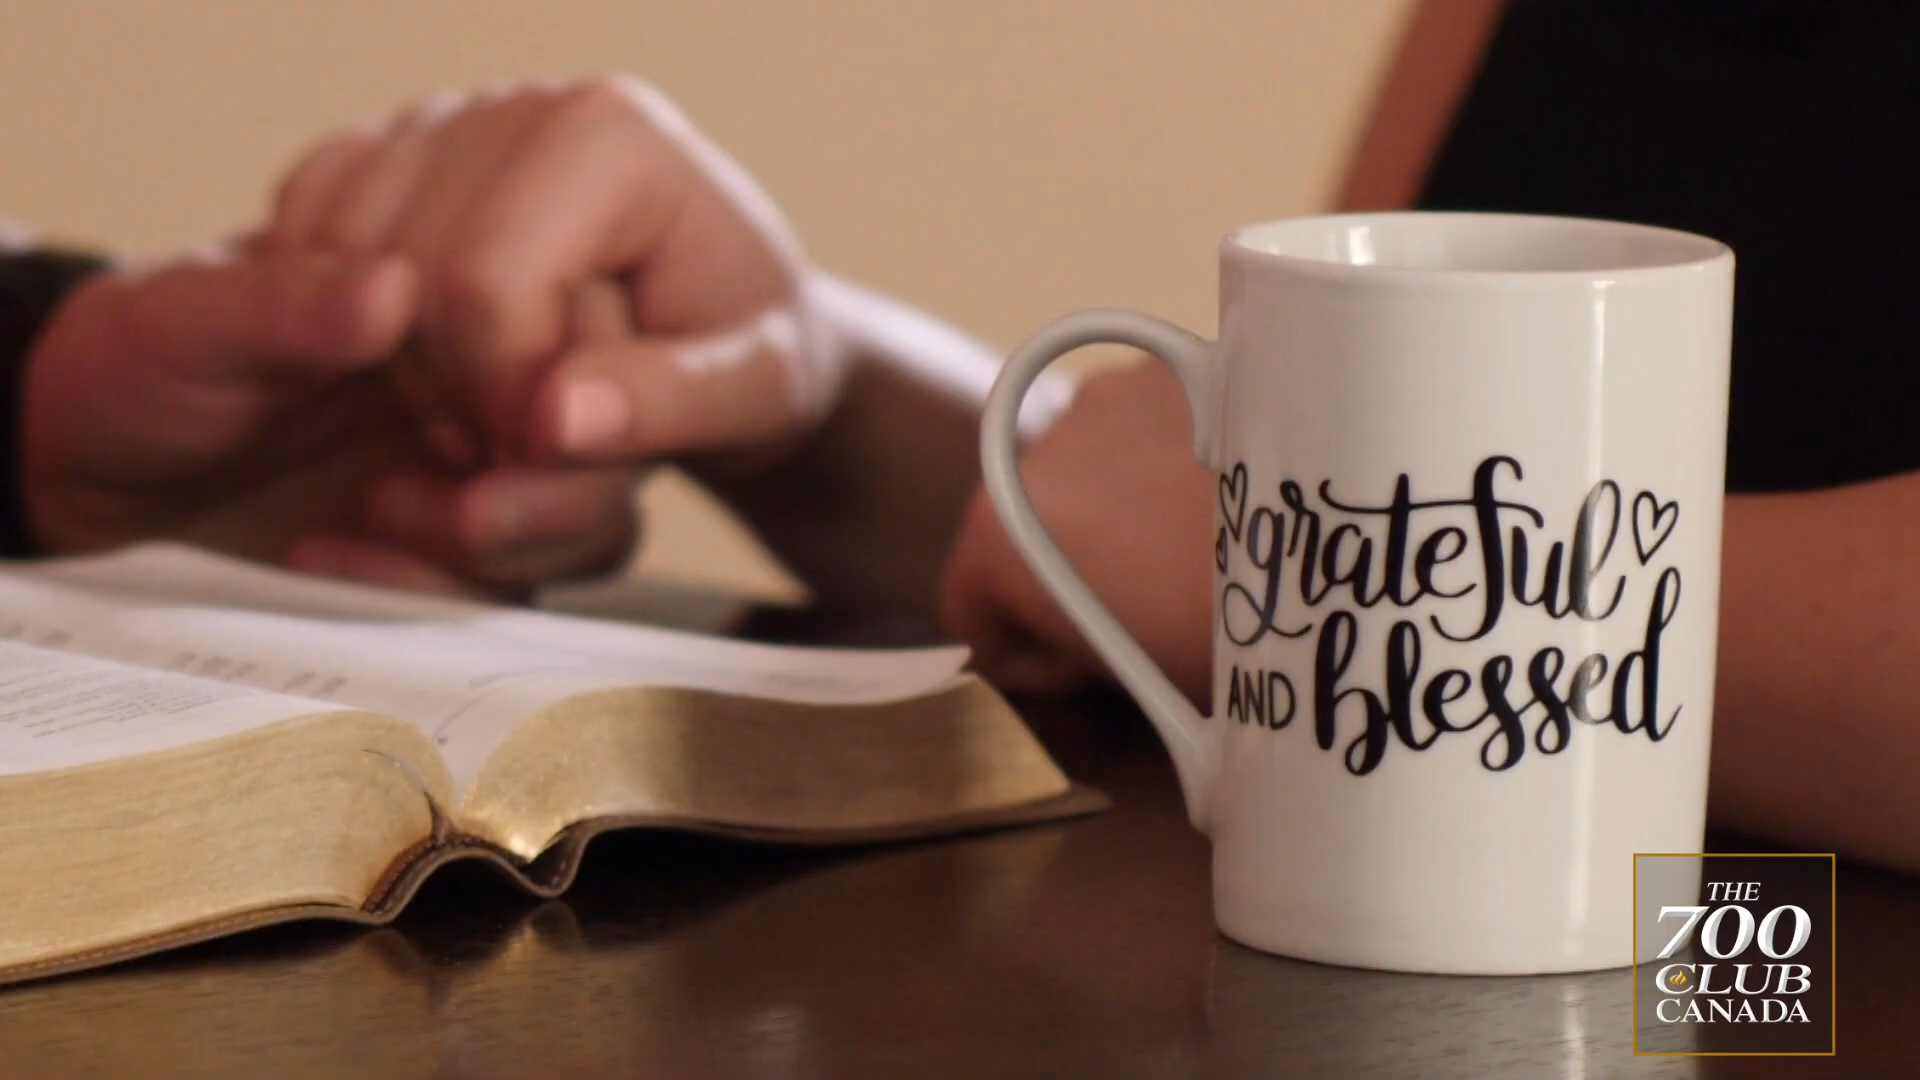 grateful
AND blessed
THE
700
CLUB
CANADA